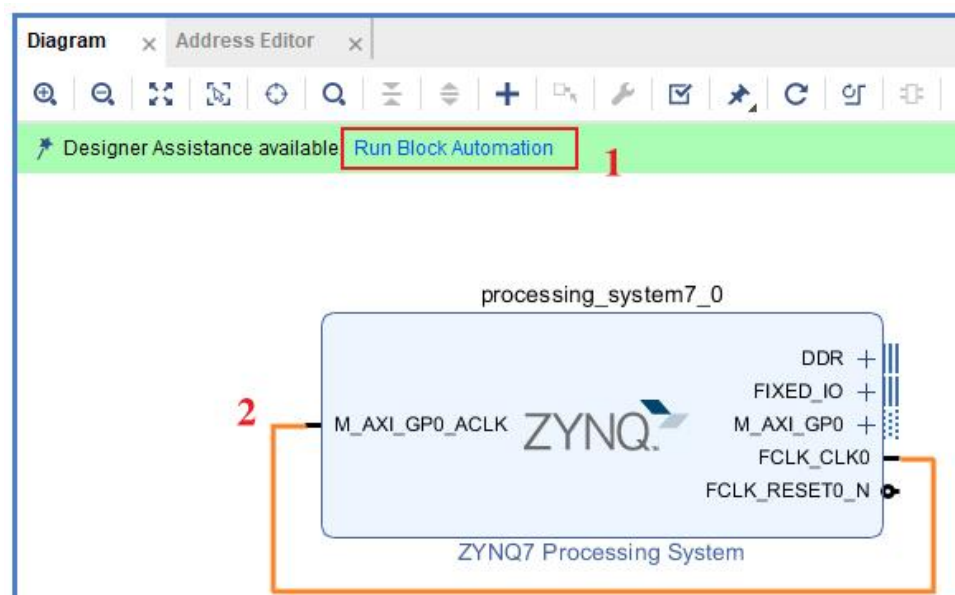 Diagram
Address Editor
Designer Assistance available
Run Block Automation
1
processing_system7_0
DDR
FIXED_IO
2
M_AXI_GP0_ACLK
ZYNQ
M_AXI_GP0
FCLK_CLK0
FCLK_RESET0_N
ZYNQ7 Processing System